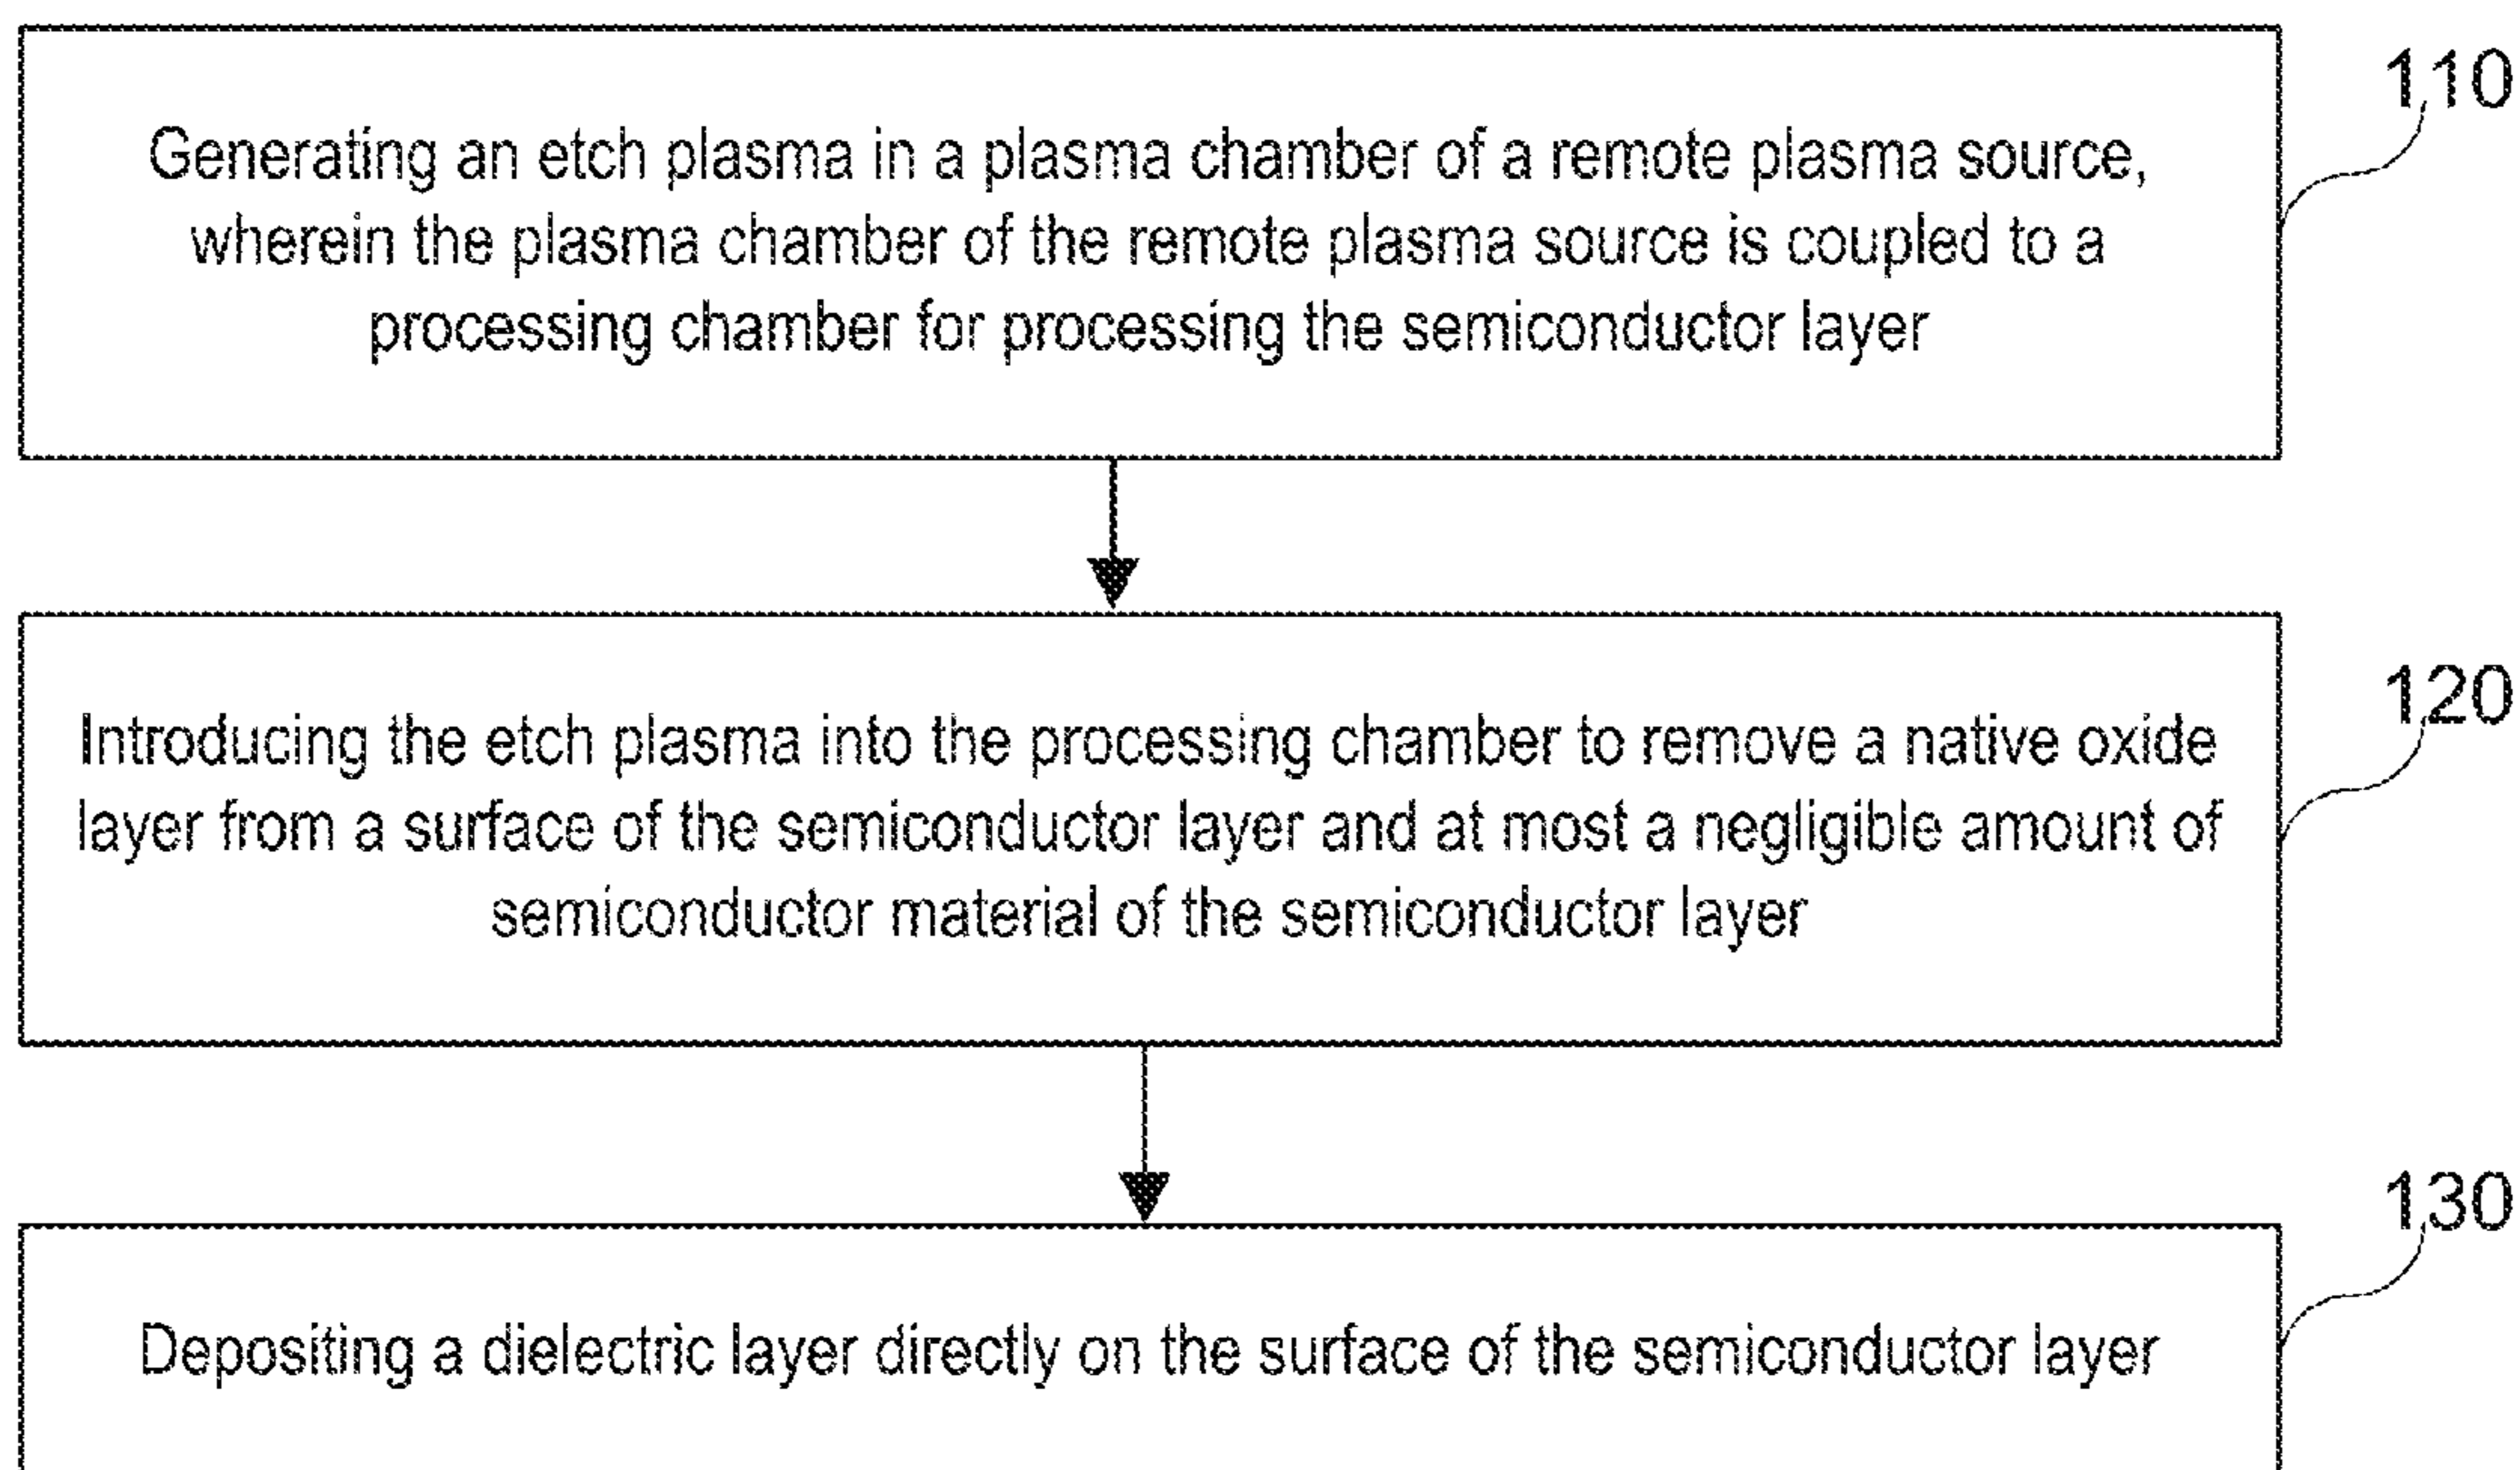 110
Generating an etch plasma in a plasma chamber of a remote plasma source,
wherein the plasma chamber of the remote plasma source is coupled to a
processing chamber for processing the semiconductor layer
120
Introducing the etch plasma into the processing chamber to remove a native oxide
layer from a surface of the semiconductor layer and at most a negligible amount of
semiconductor material of the semiconductor layer
130
Depositing a dielectric layer directly on the surface of the semiconductor layer